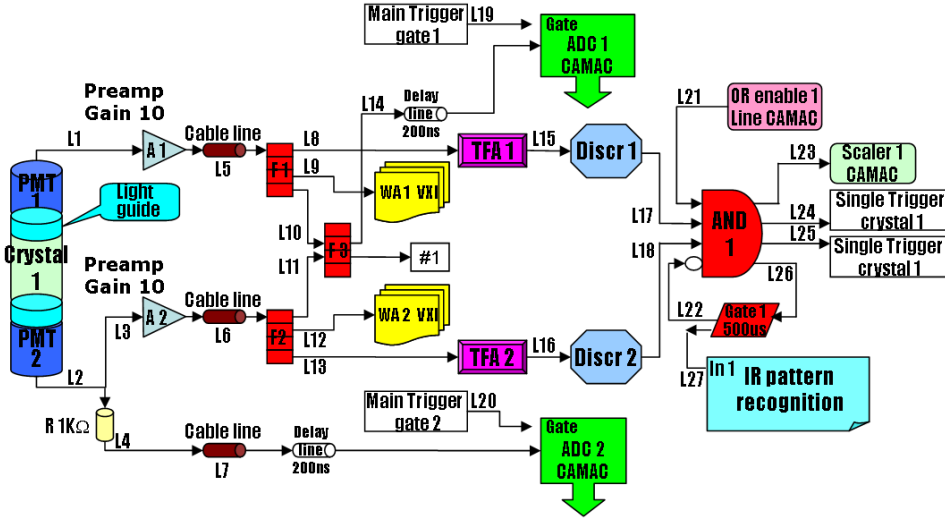 Main Trigger
gate 1
L19
Gate
ADC 1
CAMAC
Preamp
Gain 10
L14
Delay
line
200ns
L21
OR enable 1
Line CAMAC
L1
A 1
Cable line
L5
L8
F 1
L9
TFA 1
L15
Discr 1
L23
Scaler 1
CAMAC
PMT
1
Light
guide
WA1 VXI
L10
F 3
L17
AND
1
L24
Single Trigger
crystal 1
L18
L25
Single Trigger
crystal 1
Crystal
1
Preamp
Gain 10
L11
#1
L26
L3
A 2
Cable line
L6
F2
L12
WA2 VXI
L22
Gate 1
500us
PMT
2
L13
TFA 2
L16
Discr 2
L2
L27
In 1
IR pattern
recognition
R 1KΩ
L4
Cable line
L7
Delay
line
200ns
Main Trigger
gate 2
L20
Gate
ADC 2
CAMAC